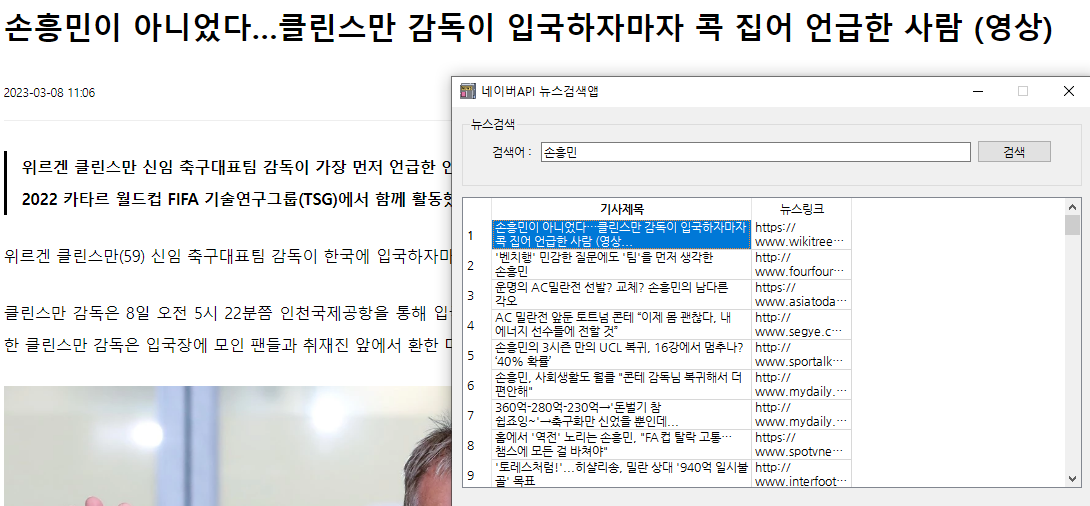 손흥민이 아니었다...클린스만 감독이 입국하자마자 콕 집어 언급한 사람 (영상)
2023-03-08 11:06
위르겐 클린스만 신임 축구대표팀 감독이 가장 먼저 언급한
2022 카타르 월드컵 FIFA 기술연구그룹(TSG)에서 함께
위르겐 클린스만(59) 신임 축구대표팀 감독이 한국에 입국하자마
클린스만 감독은 8일 오전 5시 22분쯤 인천국제공항을 통해
한 클린스만 감독은 입국장에 모인 팬들과 취재진 앞에서 환한
네이버API 뉴스검색앱
뉴스검색
검색어 : 손흥민 검색
기사제목 뉴스링크
1 손흥민이 아니었다…클린스만 감독이 입국하자마자 https://
콕 집어 언급한 사람 (영상... www.wikitree…
2 '벤치행' 민감한 질문에도 '팀'을 먼저 생각한 http://
손흥민 www.fourfour…
3 운명의 AC밀란전 선발? 교체? 손흥민의 남다른 https://
각오 www.asiatoda…
4 AC 밀란전 앞둔 토트넘 콘테 “이제 몸 괜찮다, 내 http://
에너지 선수들에 전할 것” www.segye.c…
5 손흥민의 3시즌 만의 UCL 복귀, 16강에서 멈추나? http://
‘40% 확률’ www.sportalk…
6 손흥민, 사회생활도 월클 "콘테 감독님 복귀해서 더 http://
편안해" www.mydaily.…
7 360억-280억-230억→'돈벌기 참 http://
쉽죠잉~'→축구화만 신었을 뿐인데... www.mydaily.…
8 홈에서 '역전' 노리는 손흥민, "FA컵 탈락 고통… https://
챔스에 모든 걸 바쳐야" www.spotvne…
9 '토레스처럼!'...히샬리송, 밀란 상대 '940억 일시불 http://
골' 목표 www.interfoot…